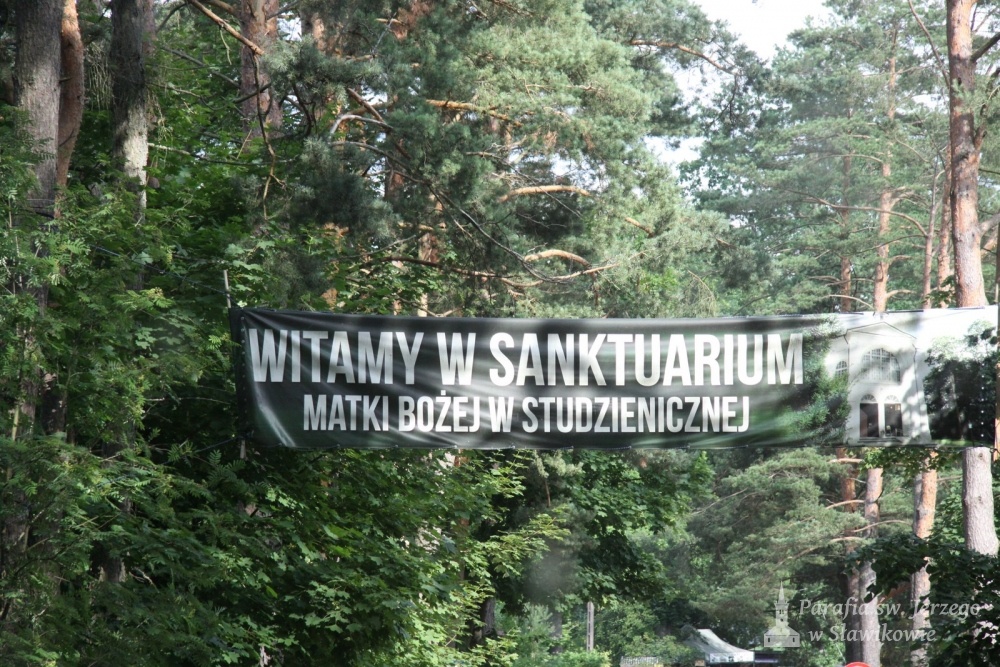 WITAMY W SANKTUARIUM
MATKI BOŻEJ W STUDZIENICZNEJ
Parafia św. Jerzego
w Sławikowie